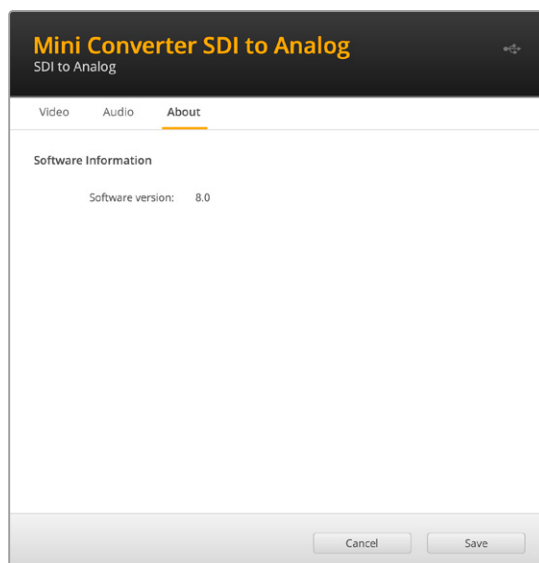 Mini Converter SDI to Analog
SDI to Analog
Video Audio About
Software Information
Software version: 8.0
Cancel Save